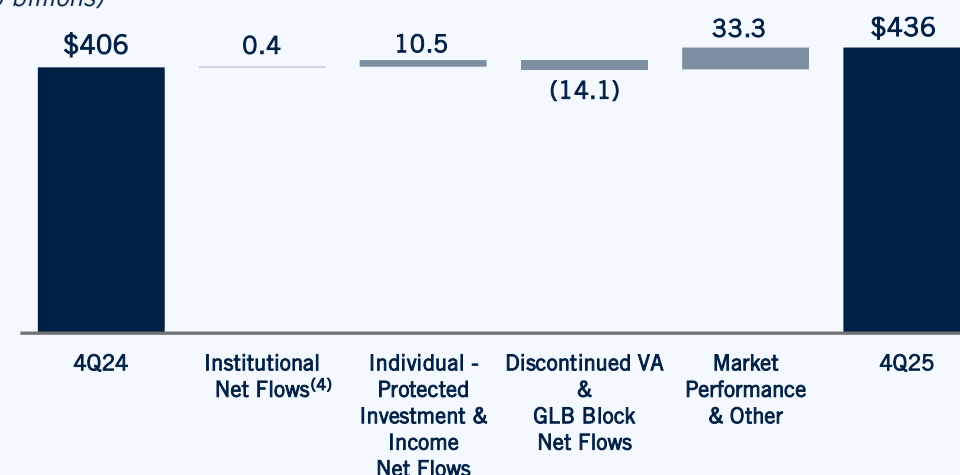 billions)
$406
0.4
10.5
(14.1)
33.3
$436
4Q24
Institutional
Net Flows(4)
Individual -
Protected
Investment &
Income
Net Flows
Discontinued VA
&
GLB Block
Net Flows
Market
Performance
& Other
4Q25